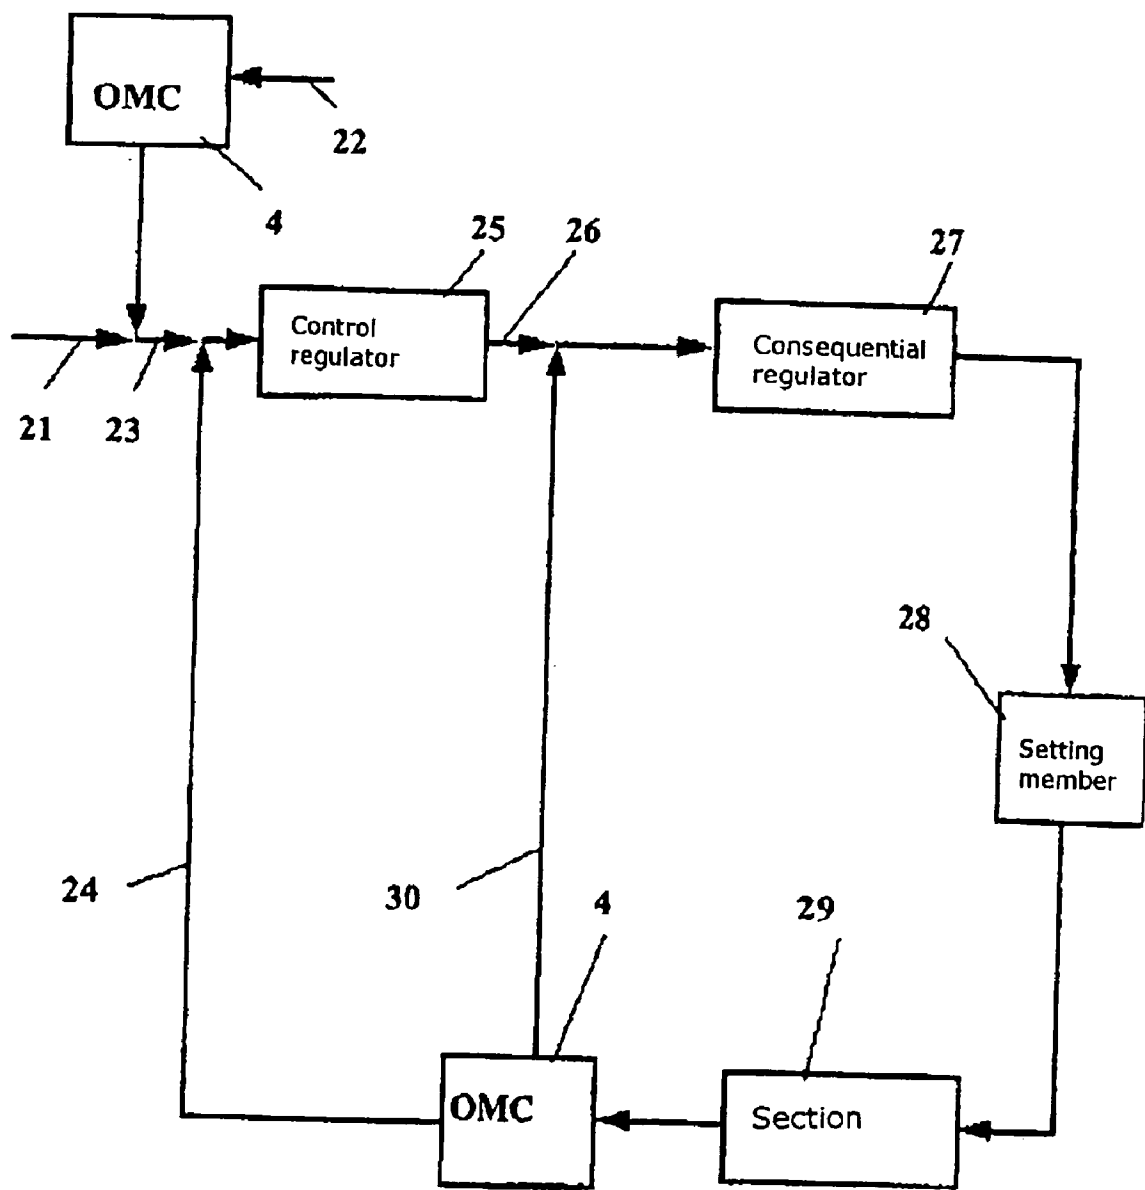 OMC
22
4
25
26
27
Control
regulator
Consequential
regulator
21
23
28
Setting
member
24
30
4
29
OMC
Section